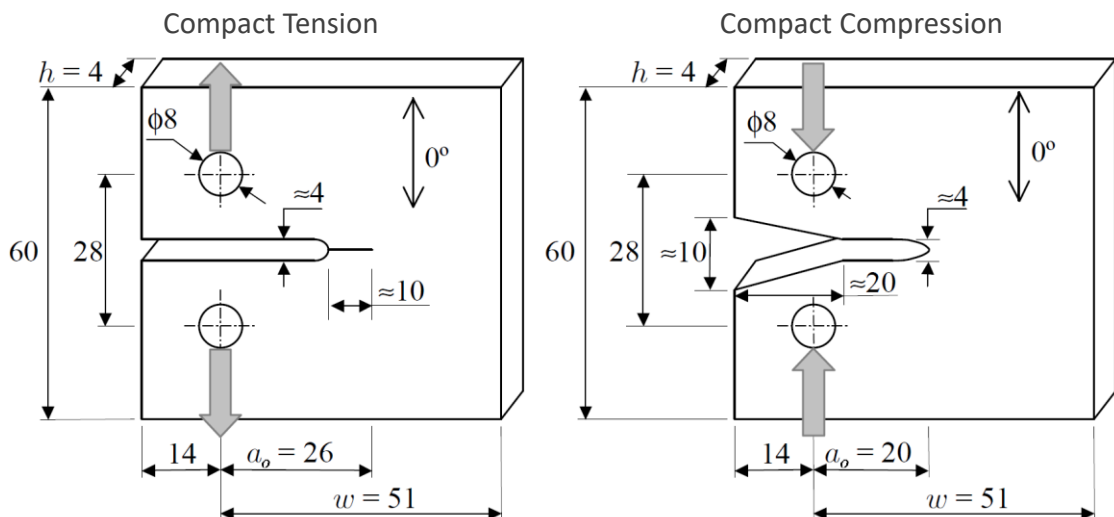 Compact Tension
h = 4
ϕ8
0º
≈4
60
28
≈10
14
aₒ = 26
w = 51
Compact Compression
h = 4
ϕ8
0º
≈4
60
28
≈10
≈20
14
aₒ = 20
w = 51